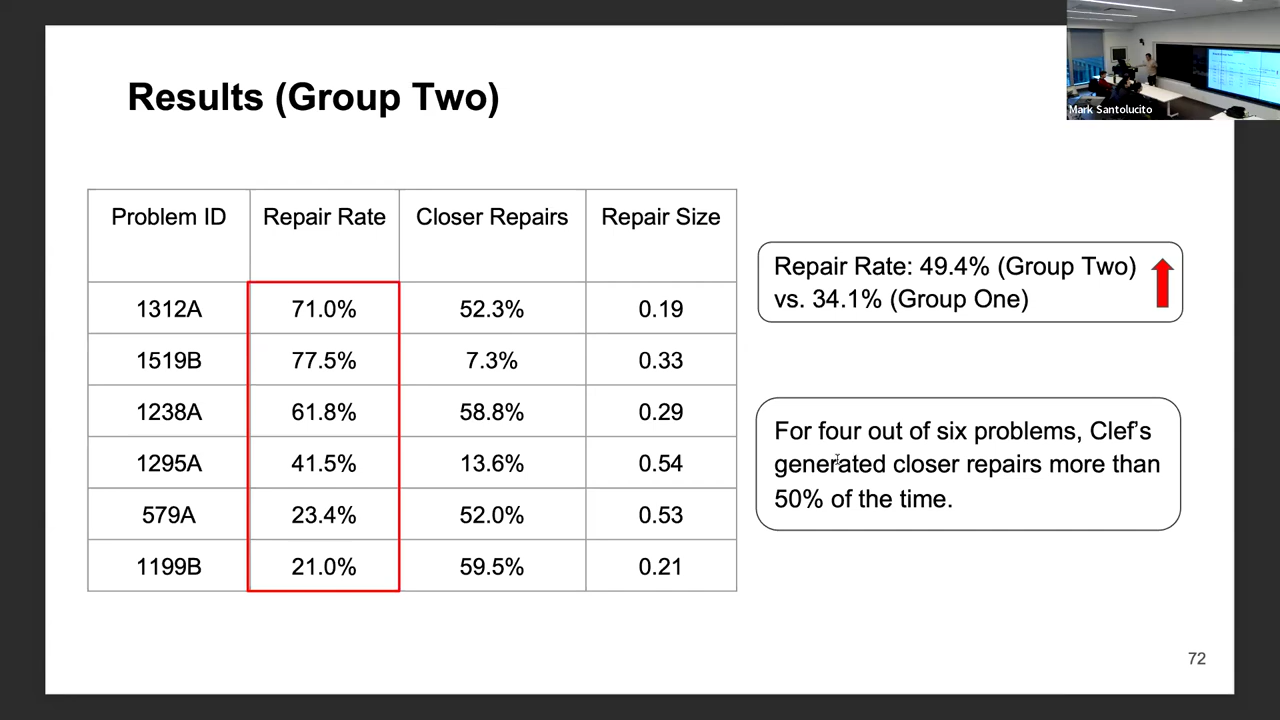 Results (Group Two)
Mark Santolucito
Problem ID Repair Rate Closer Repairs Repair Size
1312A 71.0% 52.3% 0.19
1519B 77.5% 7.3% 0.33
1238A 61.8% 58.8% 0.29
1295A 41.5% 13.6% 0.54
579A 23.4% 52.0% 0.53
1199B 21.0% 59.5% 0.21
Repair Rate: 49.4% (Group Two)
vs. 34.1% (Group One)
For four out of six problems, Clef's
generated closer repairs more than
50% of the time.
72